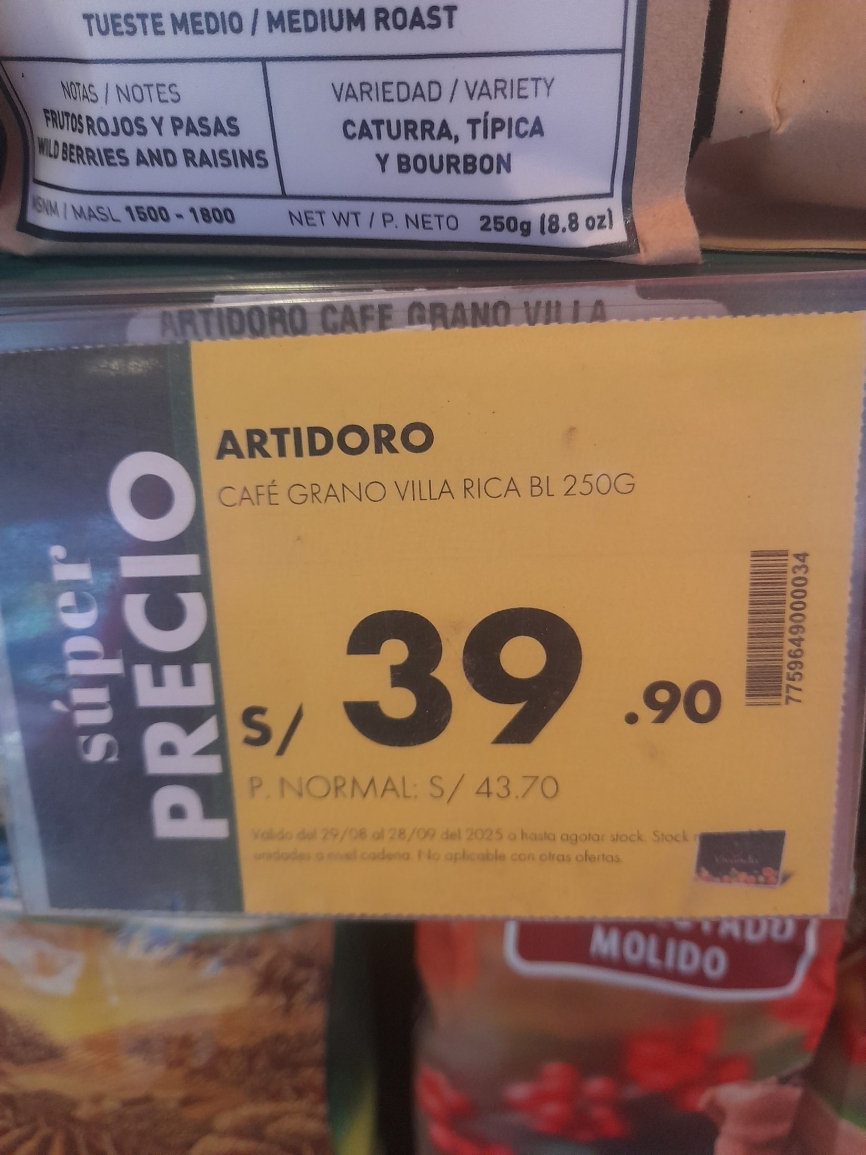 TUESTE MEDIO / MEDIUM ROAST
NOTAS / NOTES
FRUTOS ROJOS Y PASAS
WILD BERRIES AND RAISINS
VARIEDAD / VARIETY
CATURRA, TÍPICA
Y BOURBON
MSNM / MASL 1500 - 1800
NET WT / P. NETO 250g (8.8 oz)
ARTIDORO CAFE GRANO VILLA
súper
PRECIO
ARTIDORO
CAFÉ GRANO VILLA RICA BL 250G
S/ 39.90
P. NORMAL: S/ 43.70
Valido del 29/08 al 28/09 del 2025 o hasta agotar stock. Stock
unidades a nivel cadena. No aplicable con otras ofertas.
7759649000034
MOLIDO